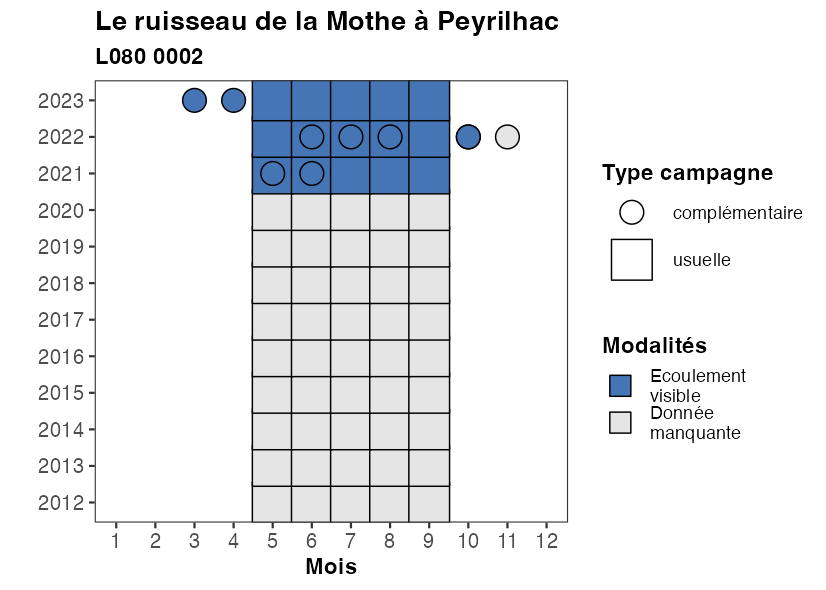 Le ruisseau de la Mothe à Peyrilhac
L080 0002
2023
2022
2021
2020
2019
2018
2017
2016
2015
2014
2013
2012
1 2 3 4 5 6 7 8 9 10 11 12
Mois
Type campagne
complémentaire
usuelle
Modalités
Ecoulement
visible
Donnée
manquante